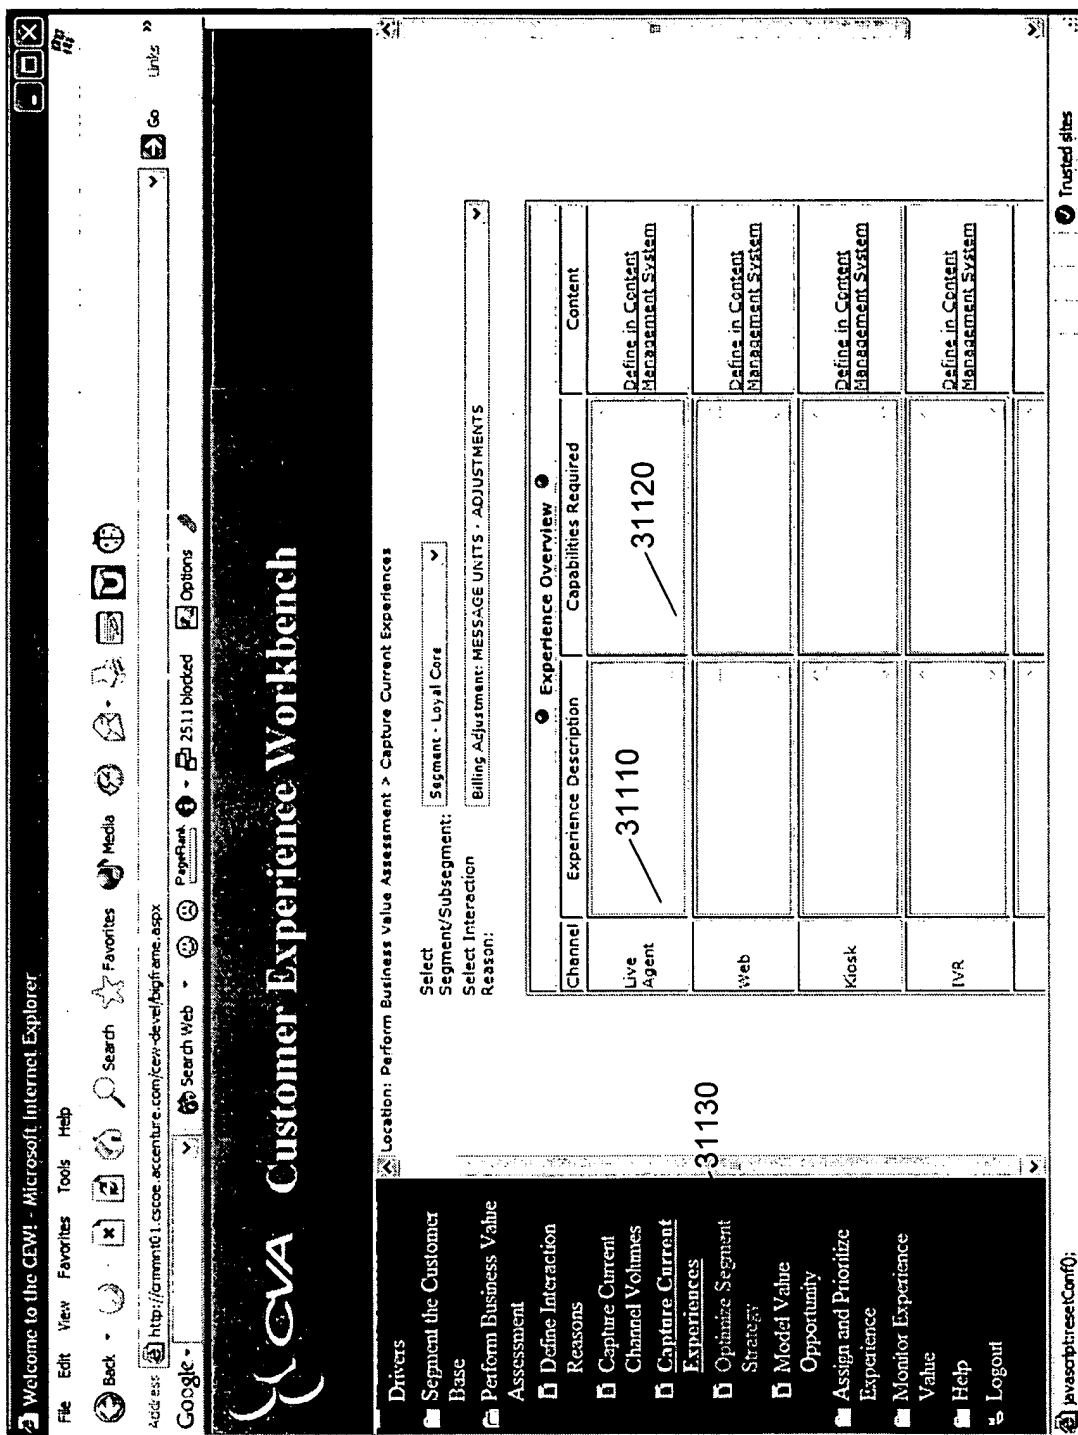 Welcome to the CEW! - Microsoft Internet Explorer
File Edit View Favorites Tools Help
Back Search Favorites Media
Address http://crmmnt01.cscoe.accenture.com/cew-devel/bigframe.aspx Go Links »
Google Search Web PageRank 2511 blocked Options
CVA Customer Experience Workbench
Drivers
Segment the Customer
Base
Perform Business Value
Assessment
Define Interaction
Reasons
Capture Current
Channel Volumes
Capture Current
Experiences
Optimize Segment
Strategy
Model Value
Opportunity
Assign and Prioritize
Experience
Monitor Experience
Value
Help
Logout
31130
Location: Perform Business Value Assessment > Capture Current Experiences
Select
Segment/Subsegment: Segment - Loyal Core
Select Interaction
Reason: Billing Adjustment: MESSAGE UNITS - ADJUSTMENTS
Experience Overview
Channel Experience Description Capabilities Required Content
Live
Agent
31110
31120
Define in Content
Management System
Web
Define in Content
Management System
Kiosk
Define in Content
Management System
IVR
Define in Content
Management System
javascript:resetConf(); Trusted sites